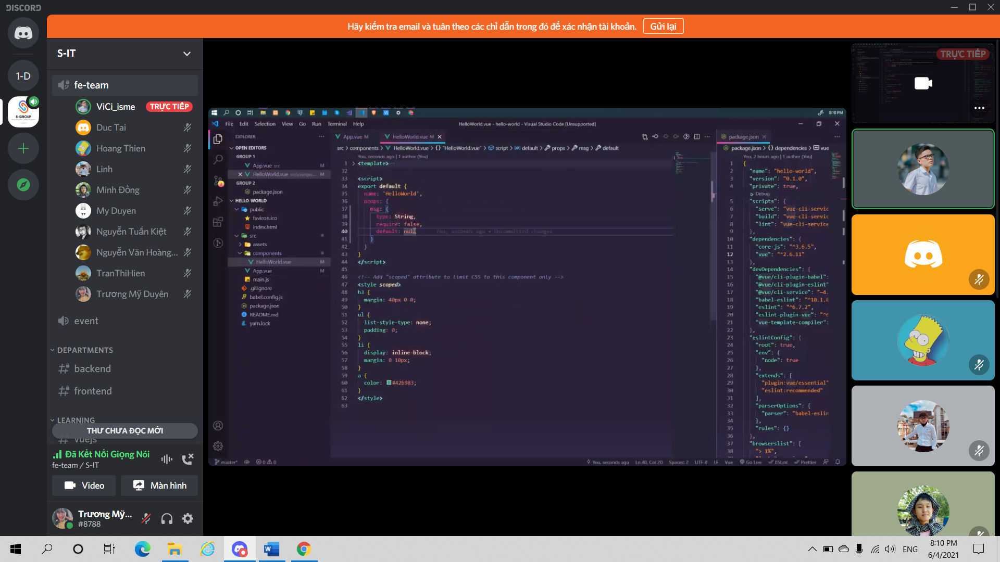 DISCORD
Hãy kiểm tra email và tuân theo các chỉ dẫn trong đó để xác nhận tài khoản.
Gửi lại
1-D
S-GROUP
S-IT
fe-team
ViCi_isme
TRỰC TIẾP
Duc Tai
Hoang Thien
Linh
Minh Đồng
My Duyen
Nguyễn Tuấn Kiệt
Nguyễn Văn Hoàng...
TranThiHien
Trương Mỹ Duyên
event
DEPARTMENTS
backend
frontend
LEARNING
THƯ CHƯA ĐỌC MỚI
vuejs
Đã Kết Nối Giọng Nói
fe-team / S-IT
Video
Màn hình
Trương Mỹ...
#8788
8:10 PM
File Edit Selection View Go Run Terminal Help
HelloWorld.vue - hello-world - Visual Studio Code [Unsupported]
EXPLORER
OPEN EDITORS
GROUP 1
App.vue src M
HelloWorld.vue src\compo... M
GROUP 2
package.json
HELLO-WORLD
public
favicon.ico
index.html
src
assets
components
HelloWorld.vue M
App.vue M
main.js
.gitignore
babel.config.js
package.json
README.md
yarn.lock
App.vue M
HelloWorld.vue M
src > components > HelloWorld.vue > {} "HelloWorld.vue" > script > default > props > msg > default
You, seconds ago | 1 author (You)
1 <template>
32
33 <script>
34 export default {
35 name: 'HelloWorld',
36 props: {
37 msg: {
38 type: String,
39 require: false,
40 default: null You, seconds ago • Uncommitted changes
41 }
42 }
43 }
44 </script>
45
46 <!-- Add "scoped" attribute to limit CSS to this component only -->
47 <style scoped>
48 h3 {
49 margin: 40px 0 0;
50 }
51 ul {
52 list-style-type: none;
53 padding: 0;
54 }
55 li {
56 display: inline-block;
57 margin: 0 10px;
58 }
59 a {
60 color: #42b983;
61 }
62 </style>
63
package.json
package.json > {} dependencies > vue
You, 2 hours ago | 1 author (You)
1 {
2 "name": "hello-world",
3 "version": "0.1.0",
4 "private": true,
Debug
5 "scripts": {
6 "serve": "vue-cli-servic
7 "build": "vue-cli-servic
8 "lint": "vue-cli-service
9 },
10 "dependencies": {
11 "core-js": "^3.6.5",
12 "vue": "^2.6.11"
13 },
14 "devDependencies": {
15 "@vue/cli-plugin-babel":
16 "@vue/cli-plugin-eslint"
17 "@vue/cli-service": "~4.
18 "babel-eslint": "^10.1.0
19 "eslint": "^6.7.2",
20 "eslint-plugin-vue": "^6
21 "vue-template-compiler":
22 },
23 "eslintConfig": {
24 "root": true,
25 "env": {
26 "node": true
27 },
28 "extends": [
29 "plugin:vue/essential"
30 "eslint:recommended"
31 ],
32 "parserOptions": {
33 "parser": "babel-eslin
34 },
35 "rules": {}
36 },
37 "browserslist": [
38 "> 1%",
master* 0 0
You, seconds ago Ln 40, Col 20 Spaces: 2 UTF-8 LF Vue Go Live ESLint Prettier
TRỰC TIẾP
ENG
8:10 PM
6/4/2021